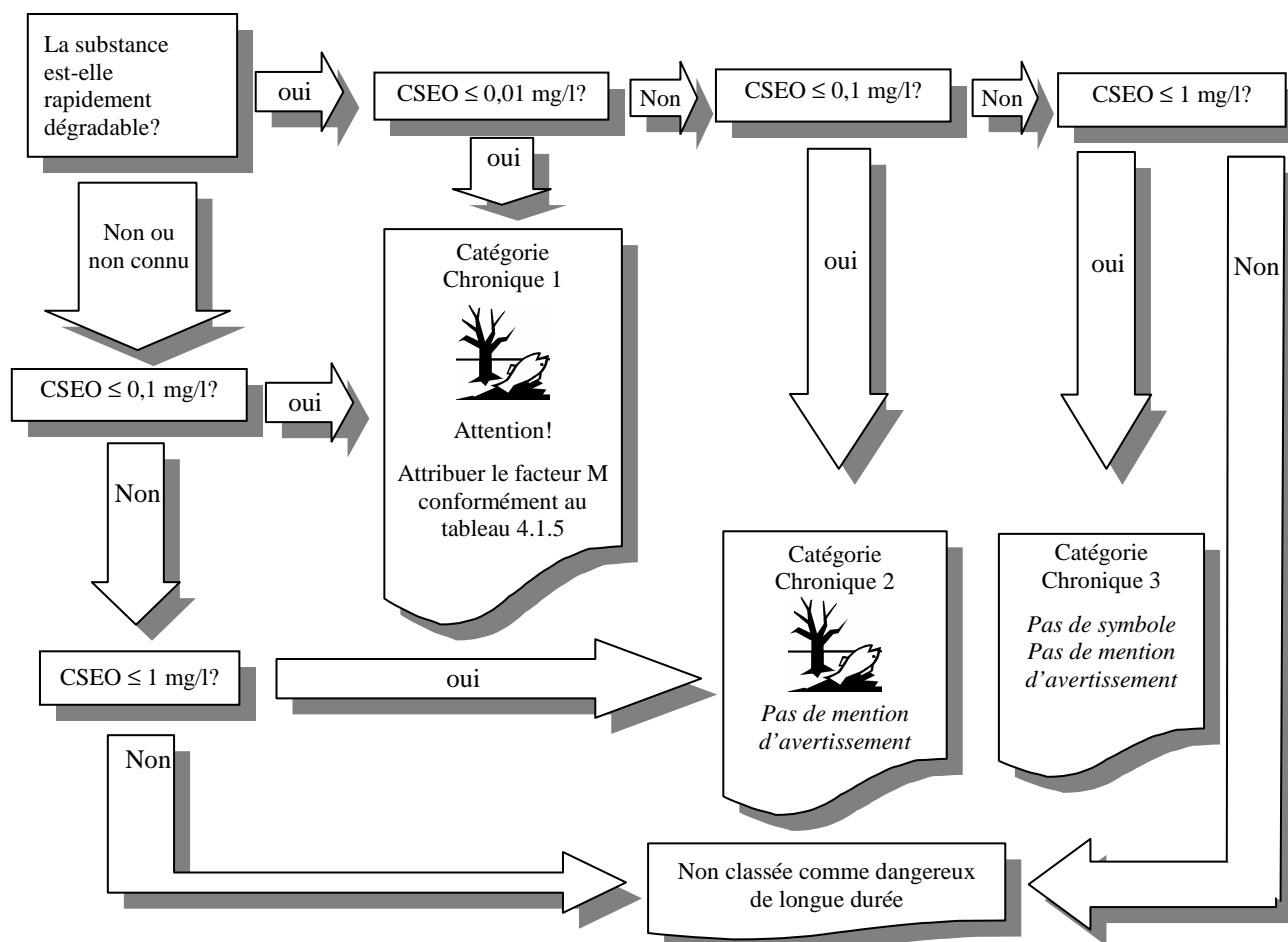 La substance
est-elle
rapidement
dégradable?
oui
CSEO ≤ 0,01 mg/l?
Non
CSEO ≤ 0,1 mg/l?
Non
CSEO ≤ 1 mg/l?
oui
Non ou
non connu
Catégorie
Chronique 1
Attention!
Attribuer le facteur M
conformément au
tableau 4.1.5
oui
oui
Non
CSEO ≤ 0,1 mg/l?
oui
Non
Catégorie
Chronique 2
Pas de mention
d’avertissement
Catégorie
Chronique 3
Pas de symbole
Pas de mention
d’avertissement
CSEO ≤ 1 mg/l?
oui
Non
Non classée comme dangereux
de longue durée